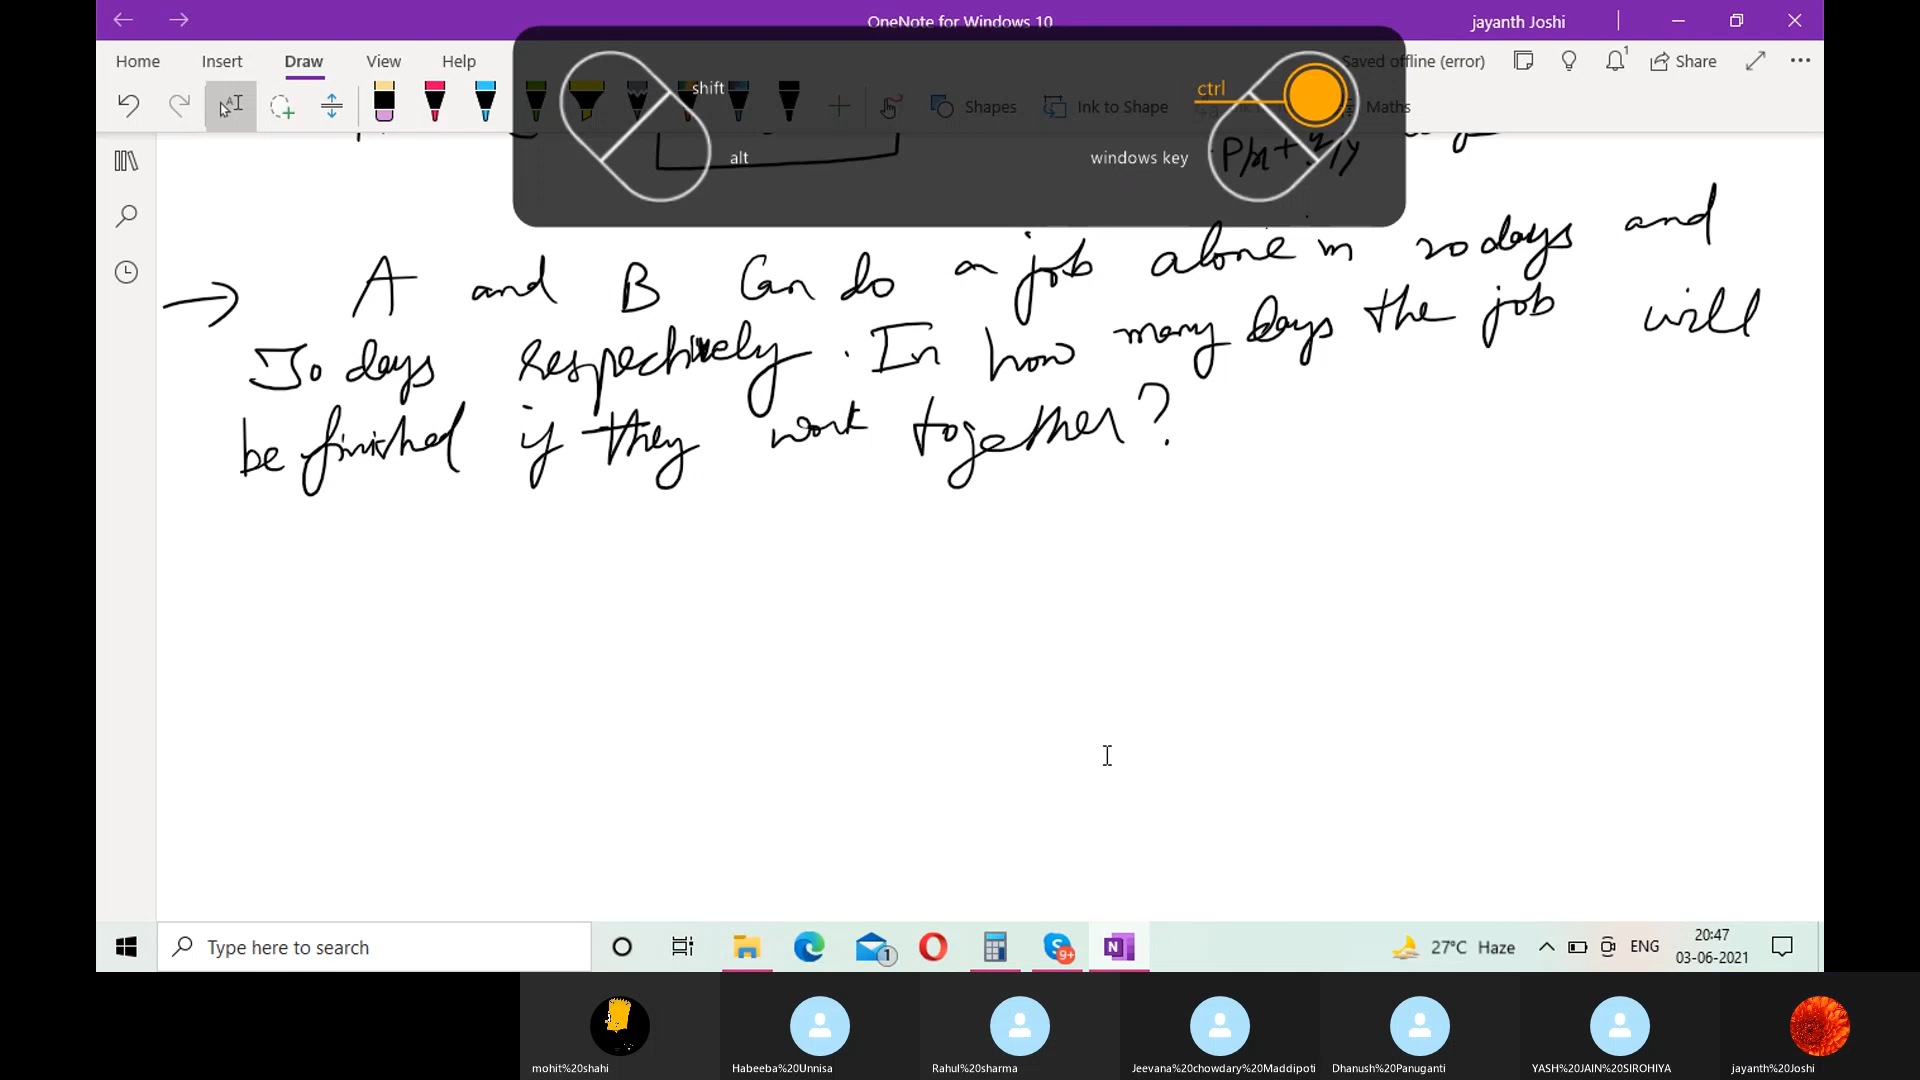 OneNote for Windows 10
jayanth Joshi
Home Insert Draw View Help
Saved offline (error) 1 Share
shift
ctrl
Shapes Ink to Shape Maths
alt
windows key
P/x + y/y
A and B Can do a job alone in 20 days and
30 days respectively. In how many days the job will
be finished if they work together?
Type here to search
1
9+
N
27°C Haze
ENG
20:47
03-06-2021
mohit%20shahi Habeeba%20Unnisa Rahul%20sharma Jeevana%20chowdary%20Maddipoti Dhanush%20Panuganti YASH%20JAIN%20SIROHIYA jayanth%20Joshi